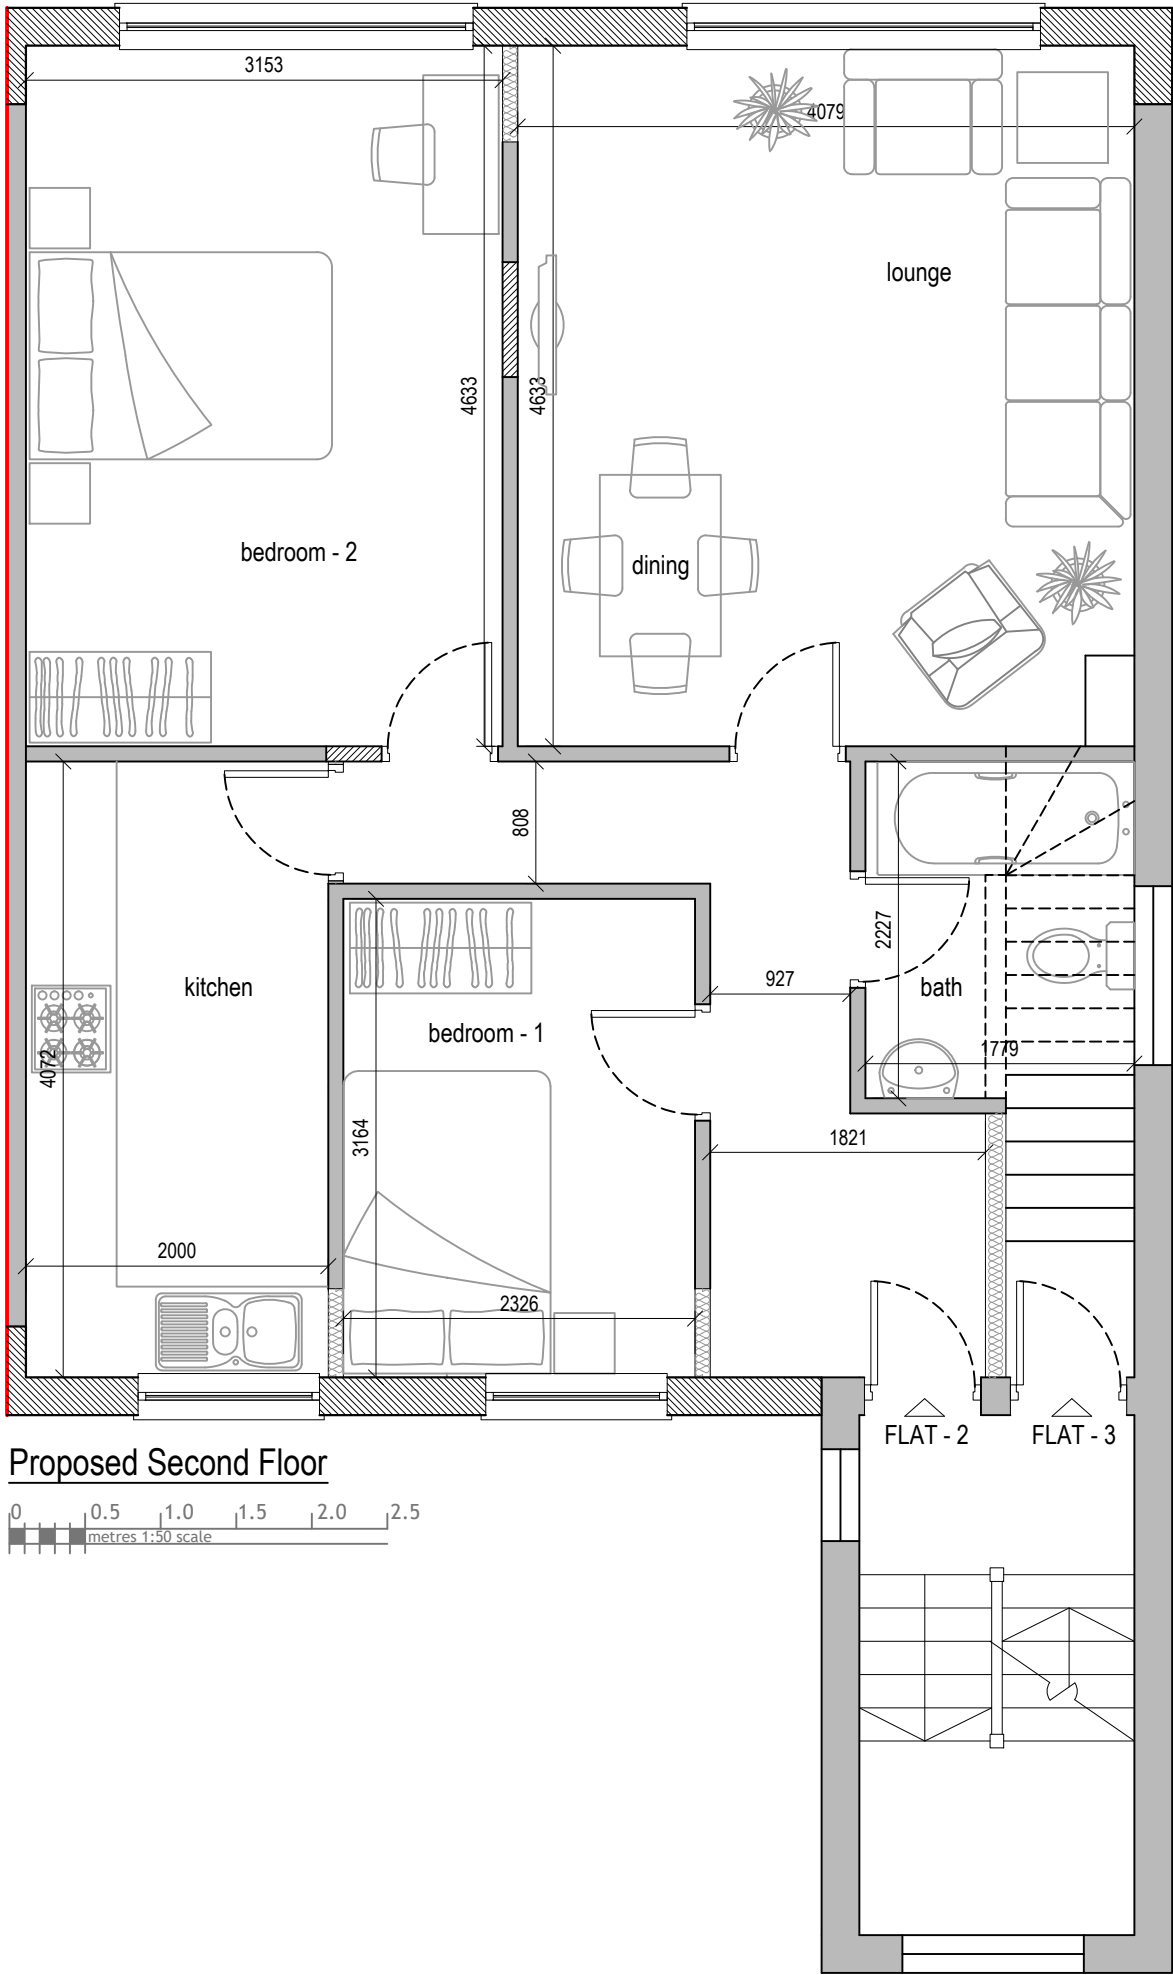 3153
4079
lounge
4633
4633
bedroom - 2
dining
808
2227
927
kitchen
bath
bedroom - 1
1779
4072
3164
1821
2000
2326
FLAT - 2
FLAT - 3
Proposed Second Floor
0 0.5 1.0 1.5 2.0 2.5
metres 1:50 scale